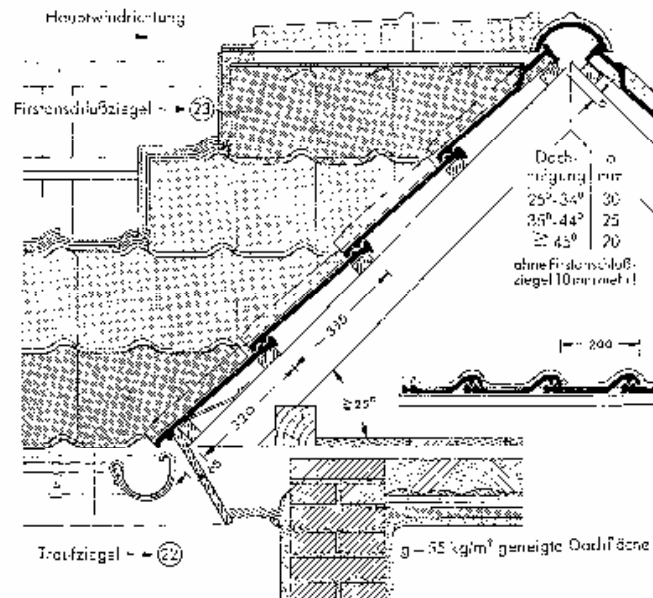 Hauptwindrichtung
Firstanschlußziegel
23
Dach-
neigung
a
mm
25°-34° 30
35°-44° 25
≧ 45° 20
ohne Firstanschluß-
ziegel 10 mm mehr!
335
200
320
≧25°
Traufziegel
22
g = 55 kg/m² geneigte Dachfläche